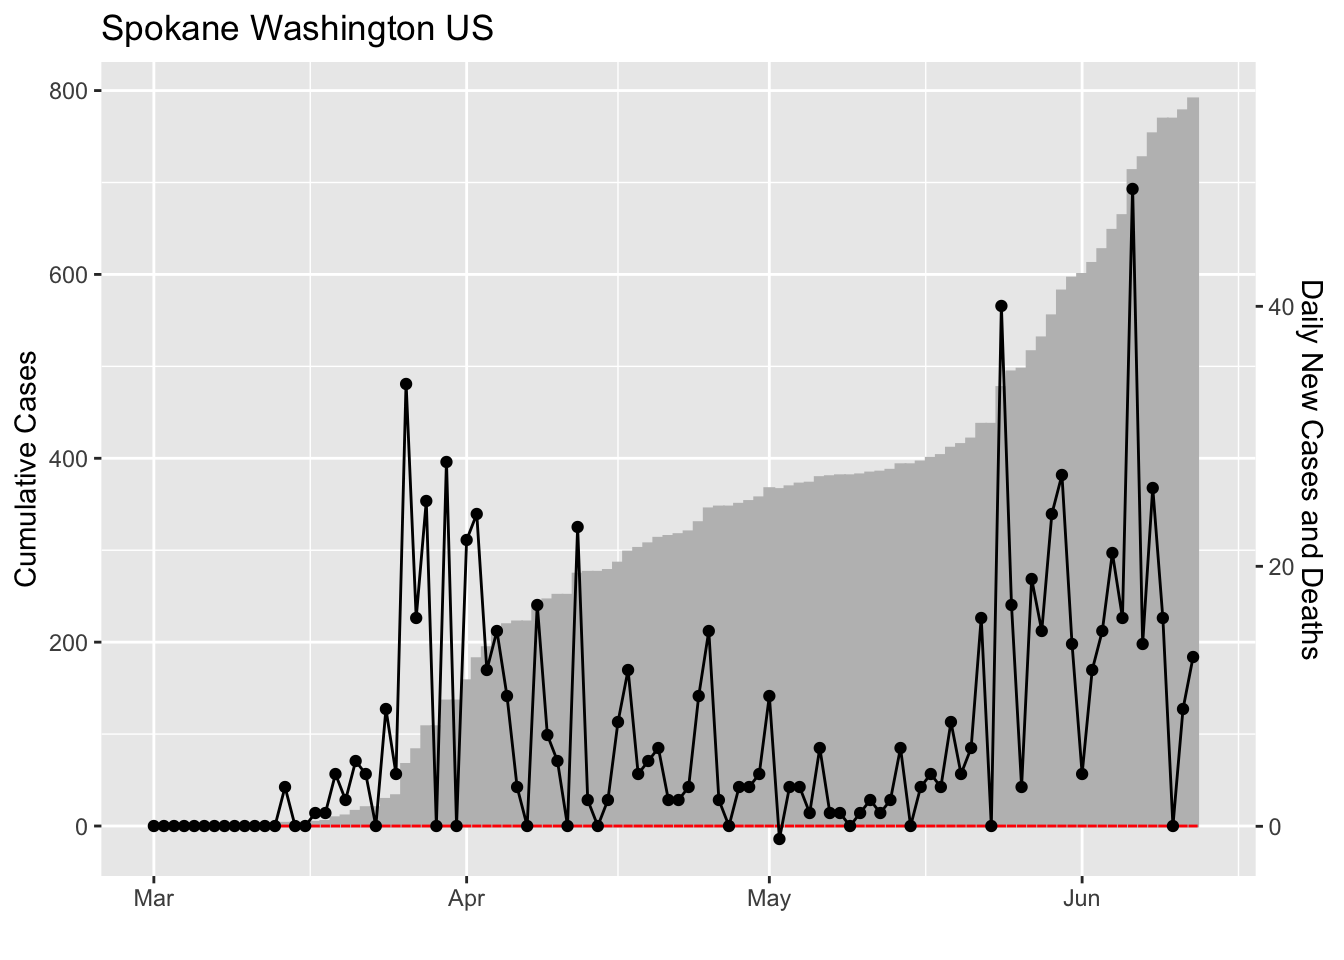 Spokane Washington US
800
600
400
200
0
Cumulative Cases
40
20
0
Daily New Cases and Deaths
Mar
Apr
May
Jun